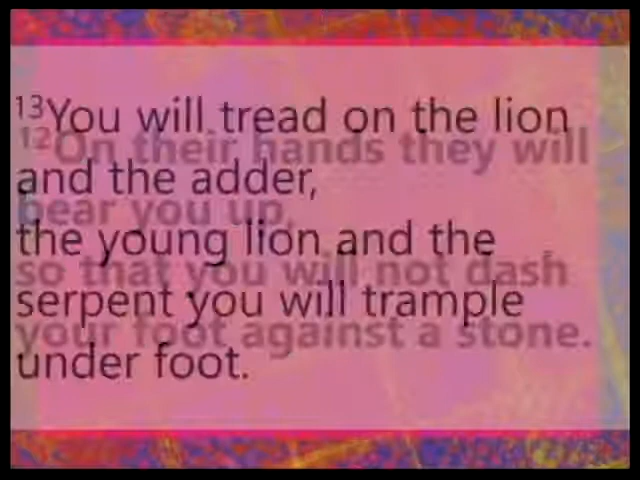 13You will tread on the lion
12On their hands they will
and the adder,
bear you up,
the young lion and the
so that you will not dash
serpent you will trample
your foot against a stone.
under foot.